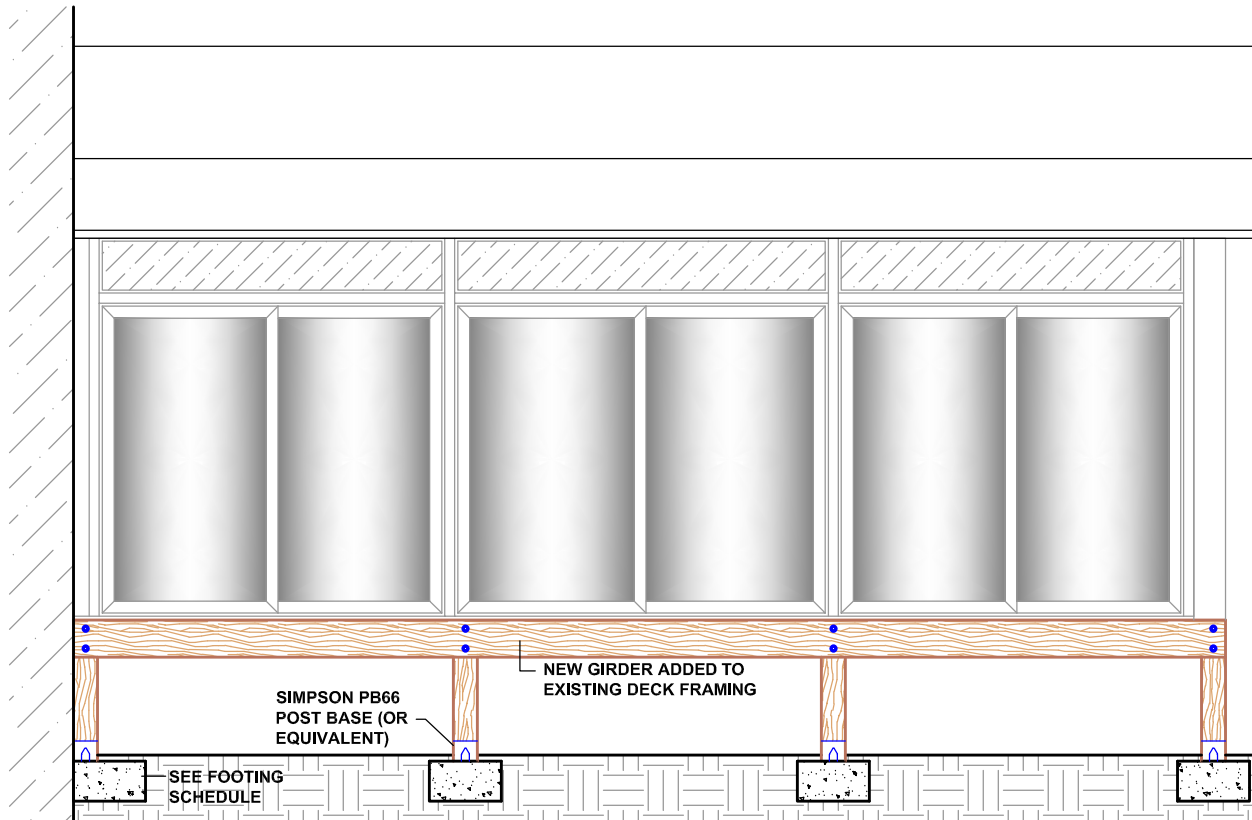 NEW GIRDER ADDED TO
EXISTING DECK FRAMING
SIMPSON PB66
POST BASE (OR
EQUIVALENT)
SEE FOOTING
SCHEDULE